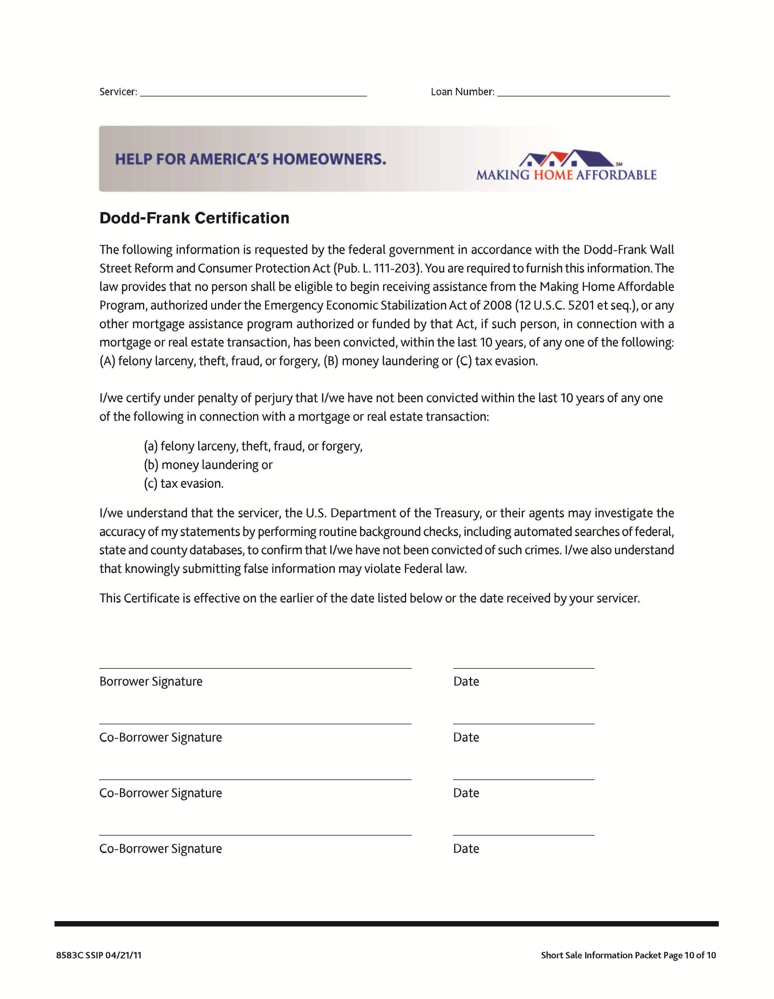 Servicer: Loan Number:
HELP FOR AMERICA'S HOMEOWNERS.
SM
MAKING HOME AFFORDABLE
Dodd-Frank Certification
The following information is requested by the federal government in accordance with the Dodd-Frank Wall
Street Reform and Consumer Protection Act (Pub. L. 111-203). You are required to furnish this information. The
law provides that no person shall be eligible to begin receiving assistance from the Making Home Affordable
Program, authorized under the Emergency Economic Stabilization Act of 2008 (12 U.S.C. 5201 et seq.), or any
other mortgage assistance program authorized or funded by that Act, if such person, in connection with a
mortgage or real estate transaction, has been convicted, within the last 10 years, of any one of the following:
(A) felony larceny, theft, fraud, or forgery, (B) money laundering or (C) tax evasion.
I/we certify under penalty of perjury that I/we have not been convicted within the last 10 years of any one
of the following in connection with a mortgage or real estate transaction:
(a) felony larceny, theft, fraud, or forgery,
(b) money laundering or
(c) tax evasion.
I/we understand that the servicer, the U.S. Department of the Treasury, or their agents may investigate the
accuracy of my statements by performing routine background checks, including automated searches of federal,
state and county databases, to confirm that I/we have not been convicted of such crimes. I/we also understand
that knowingly submitting false information may violate Federal law.
This Certificate is effective on the earlier of the date listed below or the date received by your servicer.
Borrower Signature Date
Co-Borrower Signature Date
Co-Borrower Signature Date
Co-Borrower Signature Date
8583C SSIP 04/21/11 Short Sale Information Packet Page 10 of 10